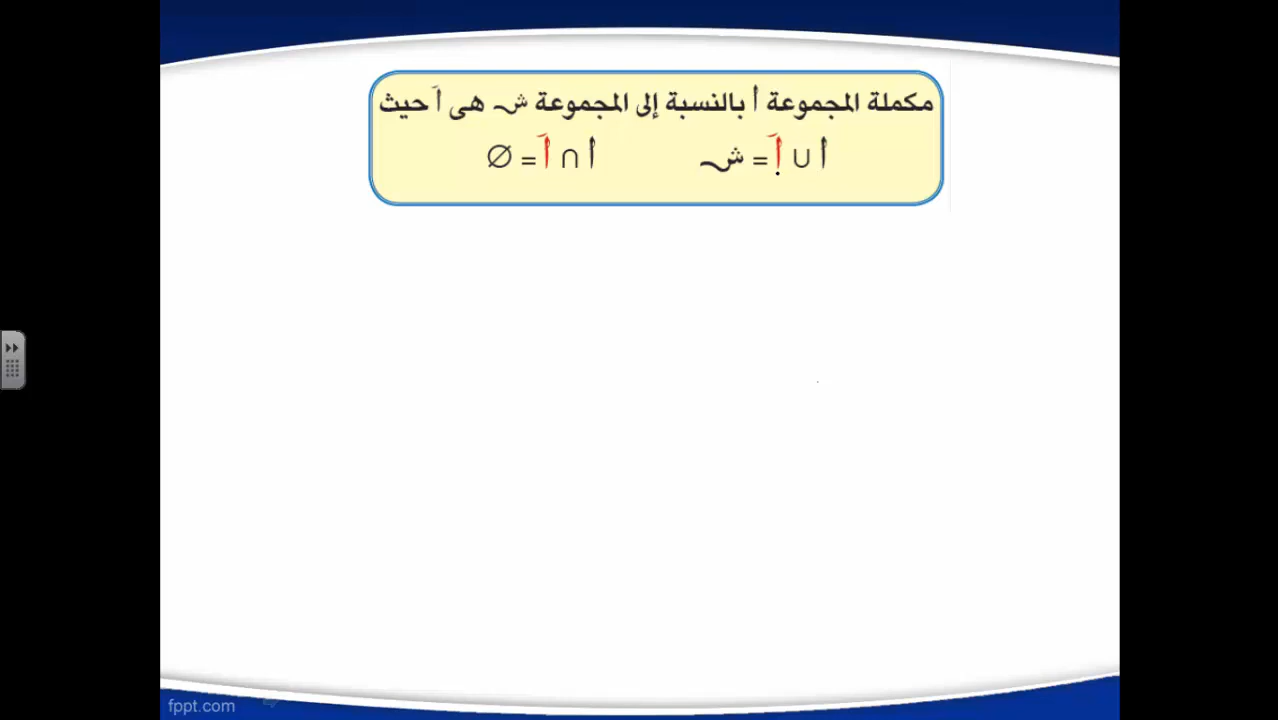 مكملة المجموعة أ بالنسبة إلى المجموعة ش هى أَ حيث
أ ∪ أَ = ش أ ∩ أَ = ∅
fppt.com